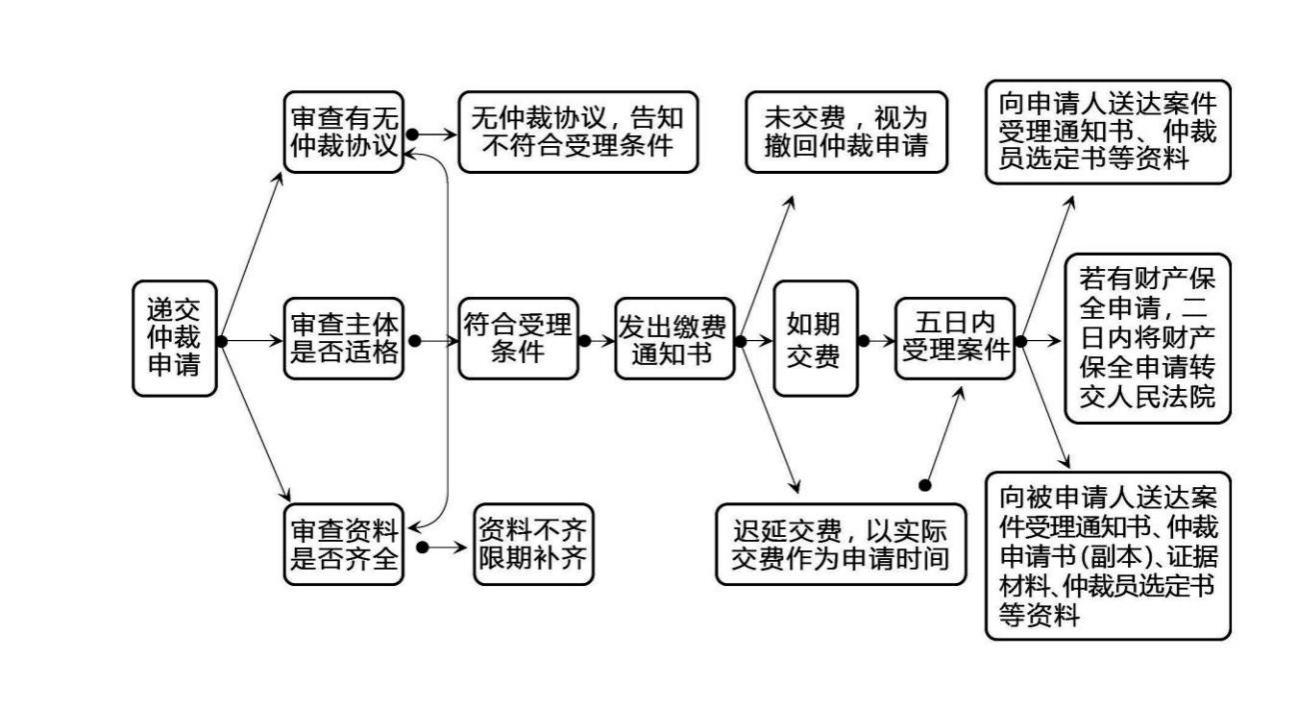 审查有无
仲裁协议
无仲裁协议，告知
不符合受理条件
未交费，视为
撤回仲裁申请
向申请人送达案件
受理通知书、仲裁
员选定书等资料
递交
仲裁
申请
审查主体
是否适格
符合受理
条件
发出缴费
通知书
如期
交费
五日内
受理案件
若有财产保
全申请，二
日内将财产
保全申请转
交人民法院
审查资料
是否齐全
资料不齐
限期补齐
迟延交费，以实际
交费作为申请时间
向被申请人送达案
件受理通知书、仲裁
申请书(副本)、证据
材料、仲裁员选定书
等资料